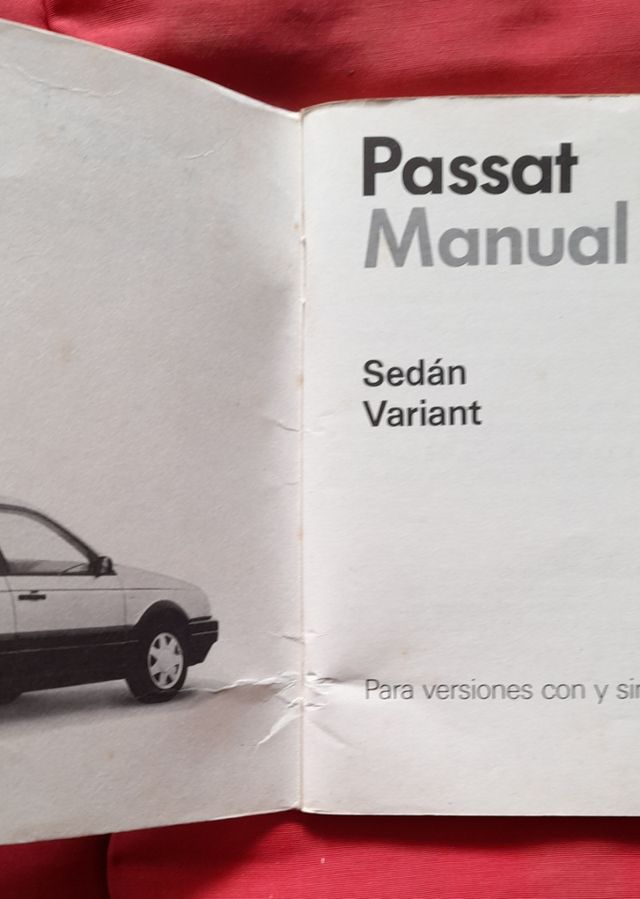 Passat
Manual
Sedán
Variant
Para versiones con y sin